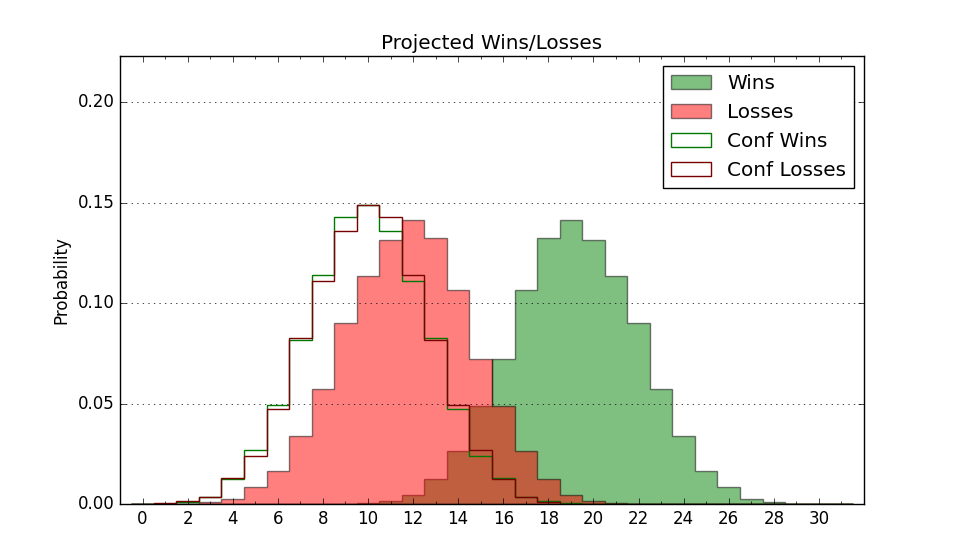 Projected Wins/Losses
Wins
Losses
Conf Wins
Conf Losses
Probability
0.20
0.15
0.10
0.05
0.00
0 2 4 6 8 10 12 14 16 18 20 22 24 26 28 30